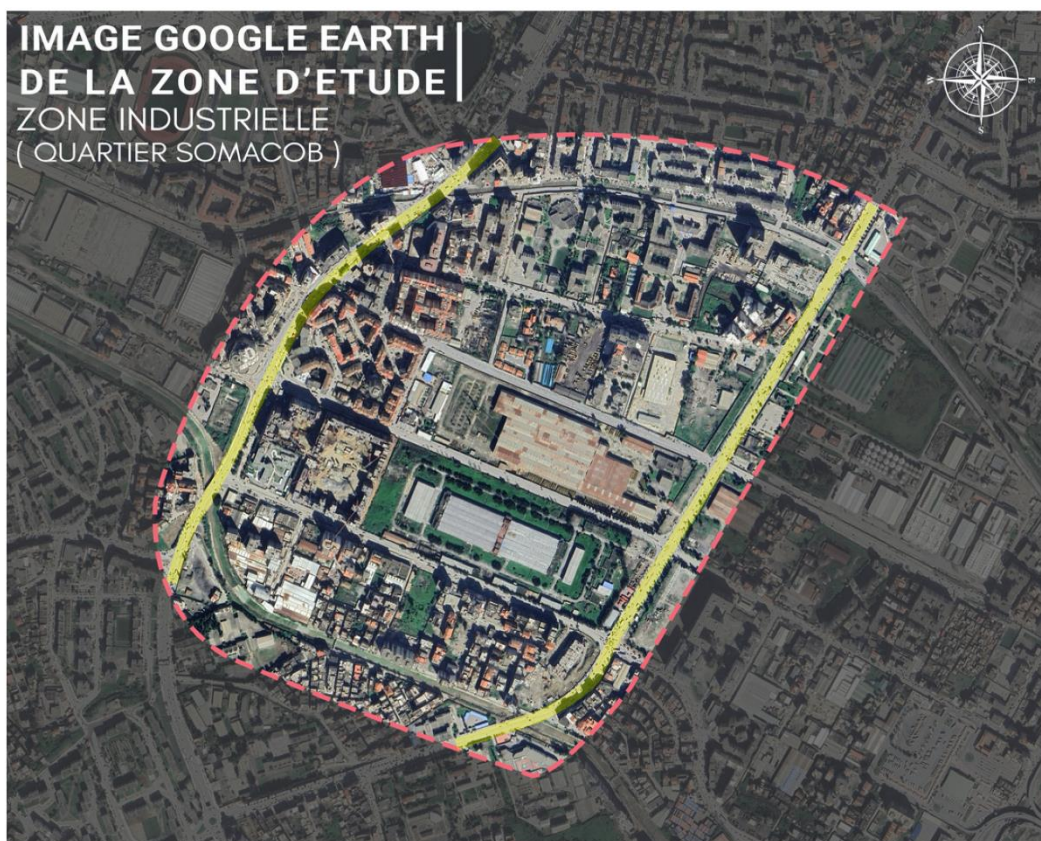 IMAGE GOOGLE EARTH
DE LA ZONE D'ETUDE
ZONE INDUSTRIELLE
( QUARTIER SOMACOB )
N
W
E
S